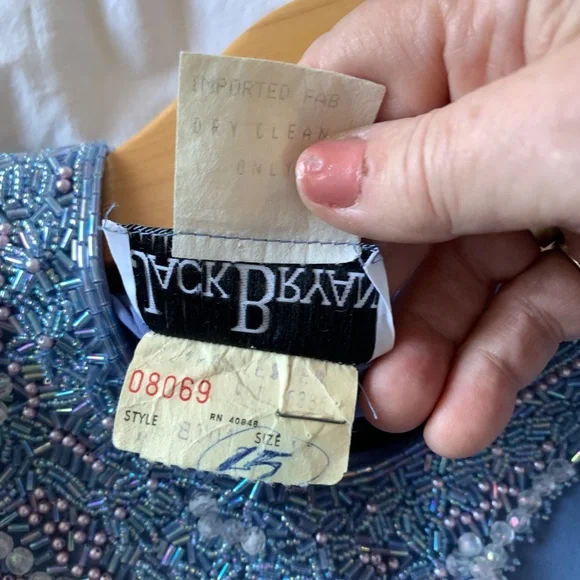 IMPORTED FAB
DRY CLEAN
ONLY
JACK BRYAN
08069
RN 40848
STYLE
SIZE
15